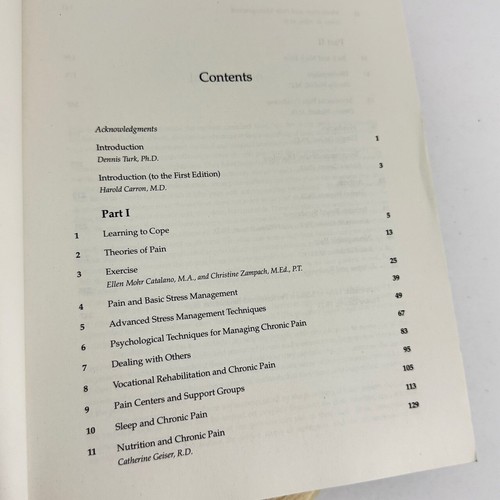 Contents
Acknowledgments
Introduction 1
Dennis Turk, Ph.D.
Introduction (to the First Edition) 3
Harold Carron, M.D.
Part I
1 Learning to Cope 5
2 Theories of Pain 13
3 Exercise 25
Ellen Mohr Catalano, M.A., and Christine Zampach, M.Ed., P.T.
4 Pain and Basic Stress Management 39
5 Advanced Stress Management Techniques 49
6 Psychological Techniques for Managing Chronic Pain 67
7 Dealing with Others 83
8 Vocational Rehabilitation and Chronic Pain 95
9 Pain Centers and Support Groups 105
10 Sleep and Chronic Pain 113
11 Nutrition and Chronic Pain 129
Catherine Geiser, R.D.